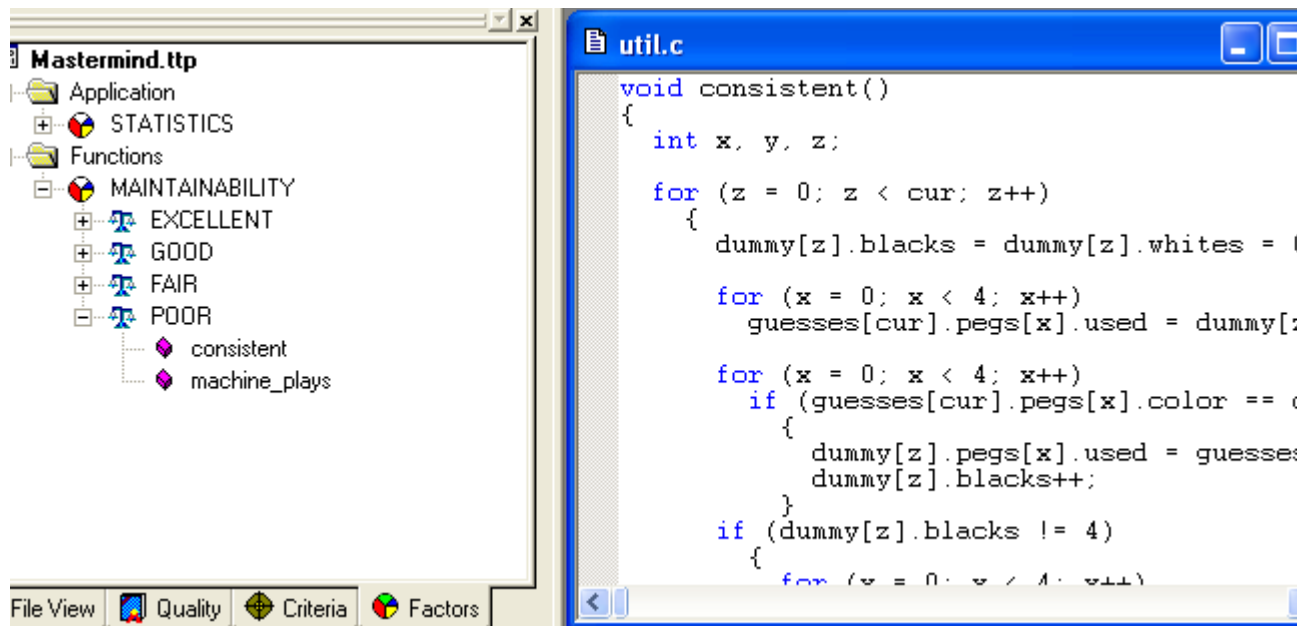 Mastermind.ttp
Application
STATISTICS
Functions
MAINTAINABILITY
EXCELLENT
GOOD
FAIR
POOR
consistent
machine_plays
File View Quality Criteria Factors
util.c
void consistent()
{
int x, y, z;
for (z = 0; z < cur; z++)
{
dummy[z].blacks = dummy[z].whites =
for (x = 0; x < 4; x++)
guesses[cur].pegs[x].used = dummy[
for (x = 0; x < 4; x++)
if (guesses[cur].pegs[x].color ==
{
dummy[z].pegs[x].used = guesses
dummy[z].blacks++;
}
if (dummy[z].blacks != 4)
{